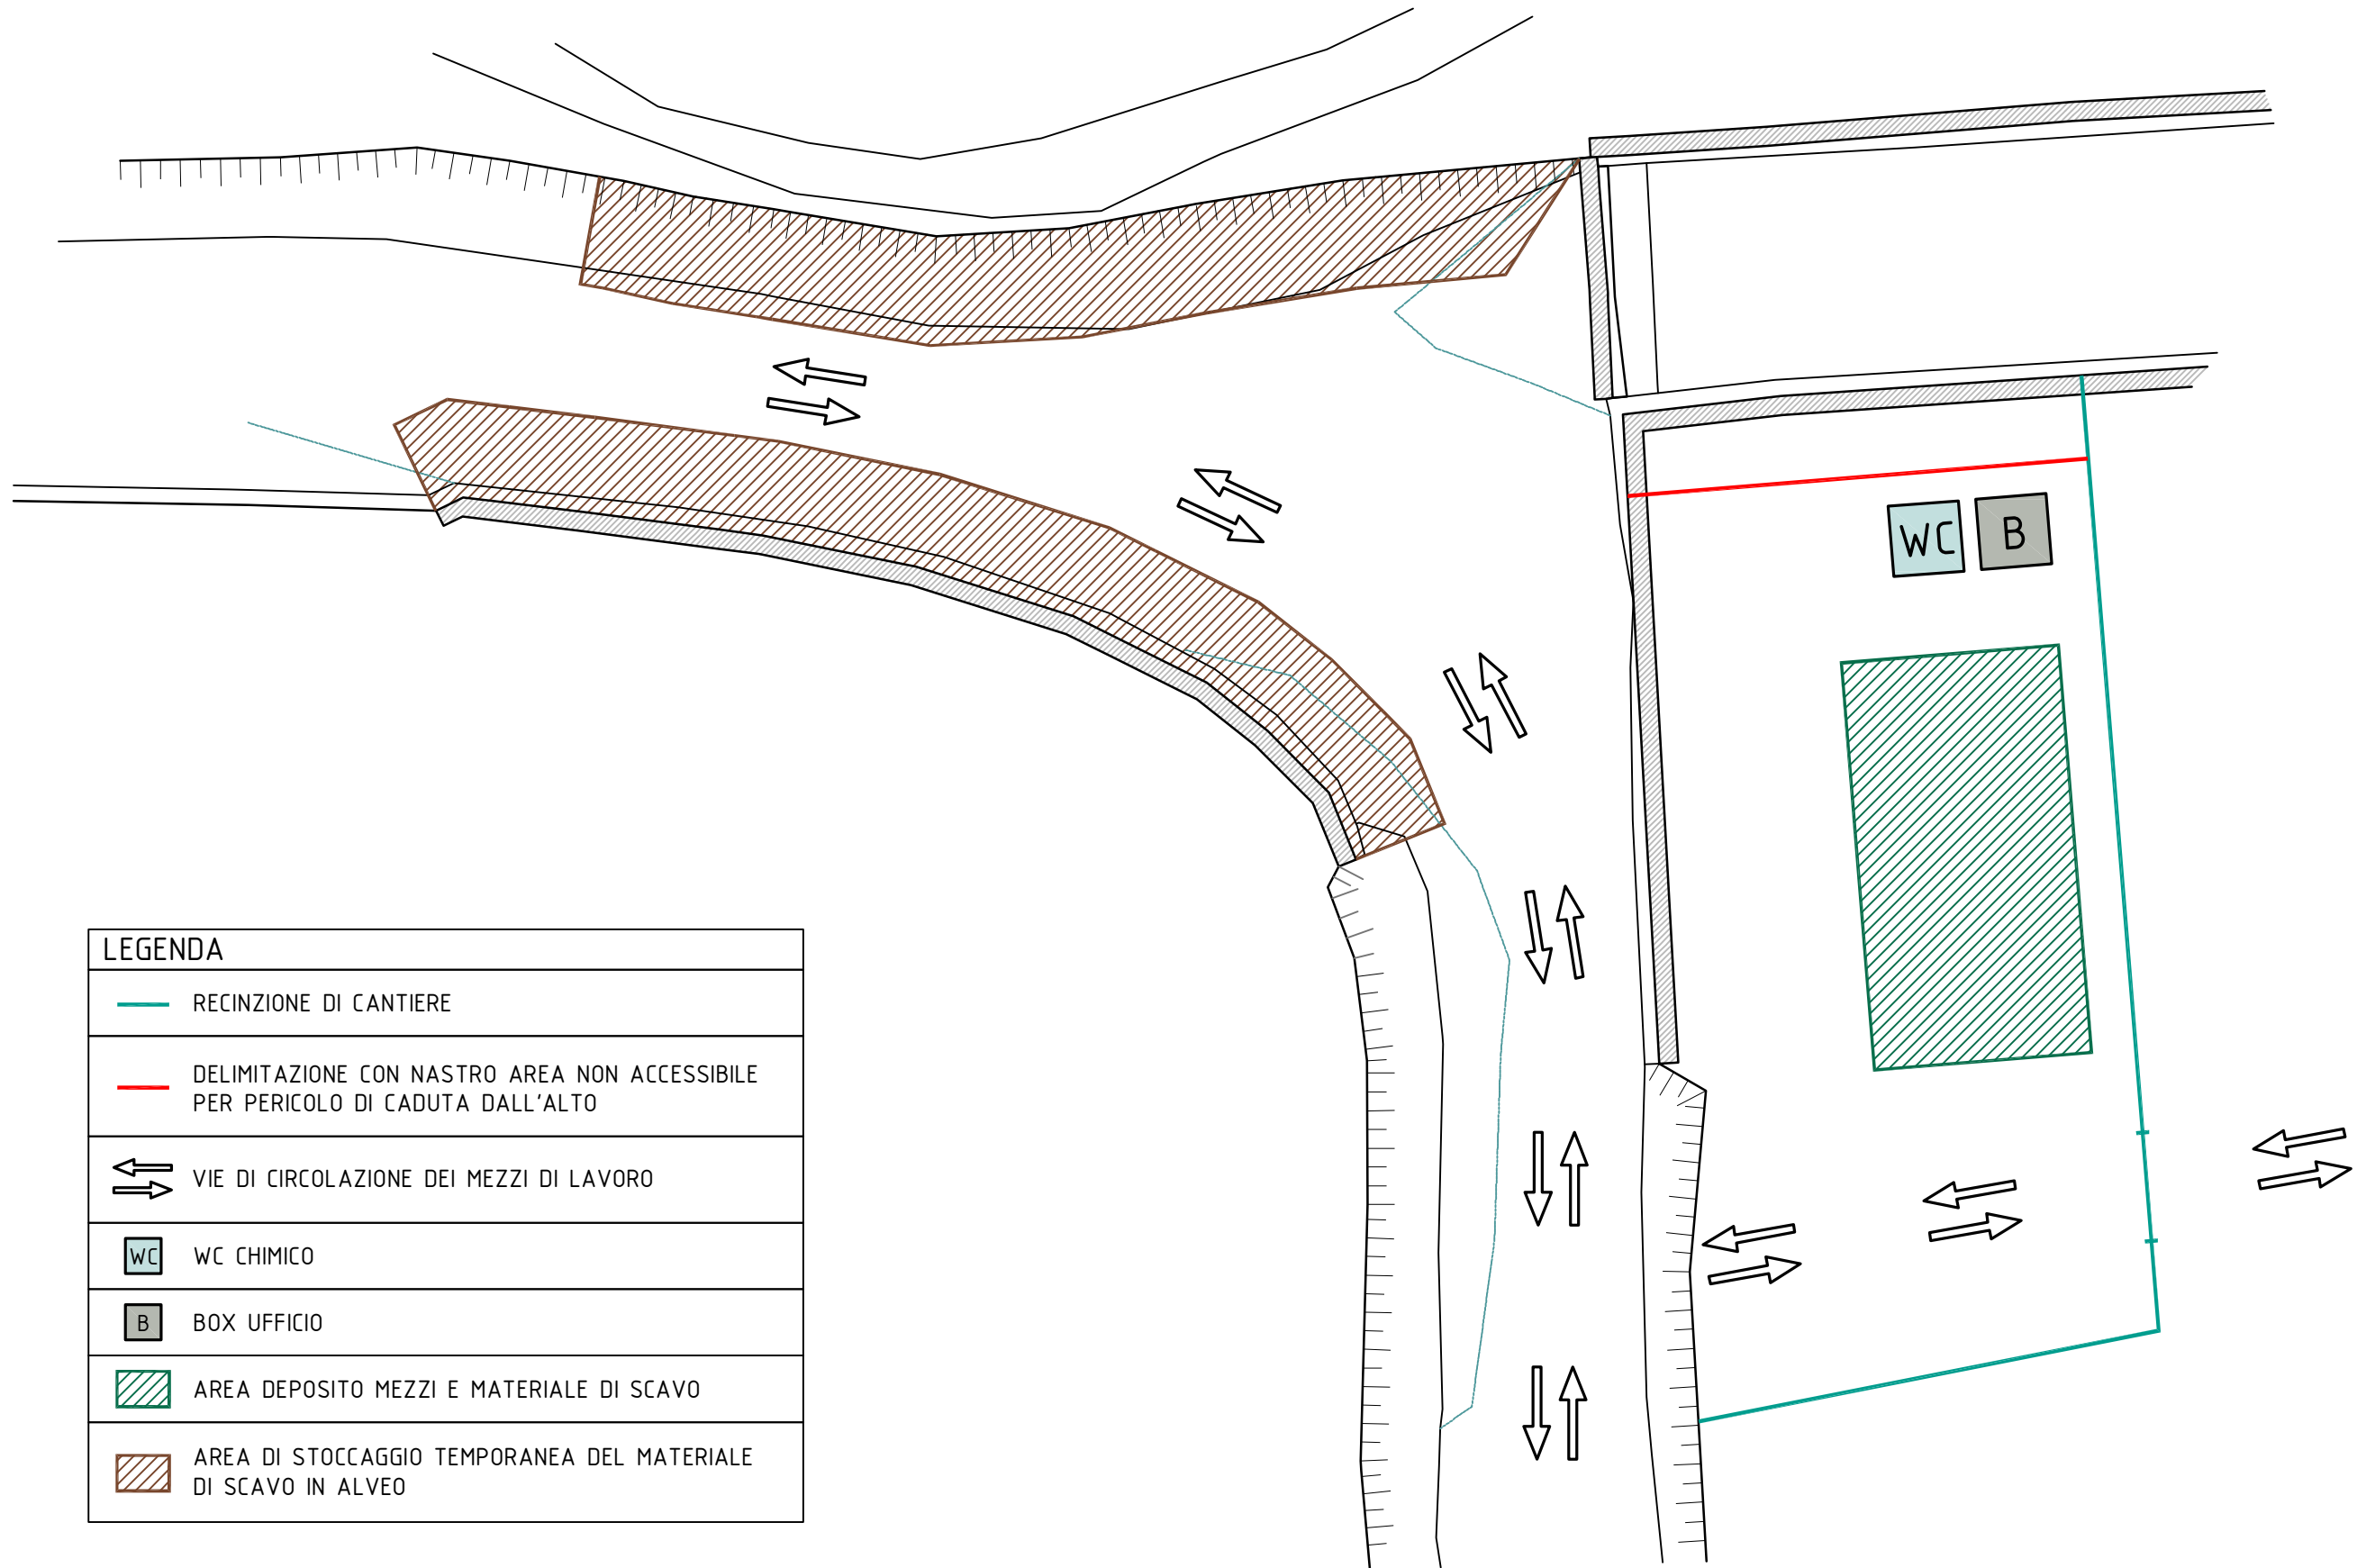 WC
B
LEGENDA
RECINZIONE DI CANTIERE
DELIMITAZIONE CON NASTRO AREA NON ACCESSIBILE
PER PERICOLO DI CADUTA DALL'ALTO
VIE DI CIRCOLAZIONE DEI MEZZI DI LAVORO
WC
WC CHIMICO
B
BOX UFFICIO
AREA DEPOSITO MEZZI E MATERIALE DI SCAVO
AREA DI STOCCAGGIO TEMPORANEA DEL MATERIALE
DI SCAVO IN ALVEO